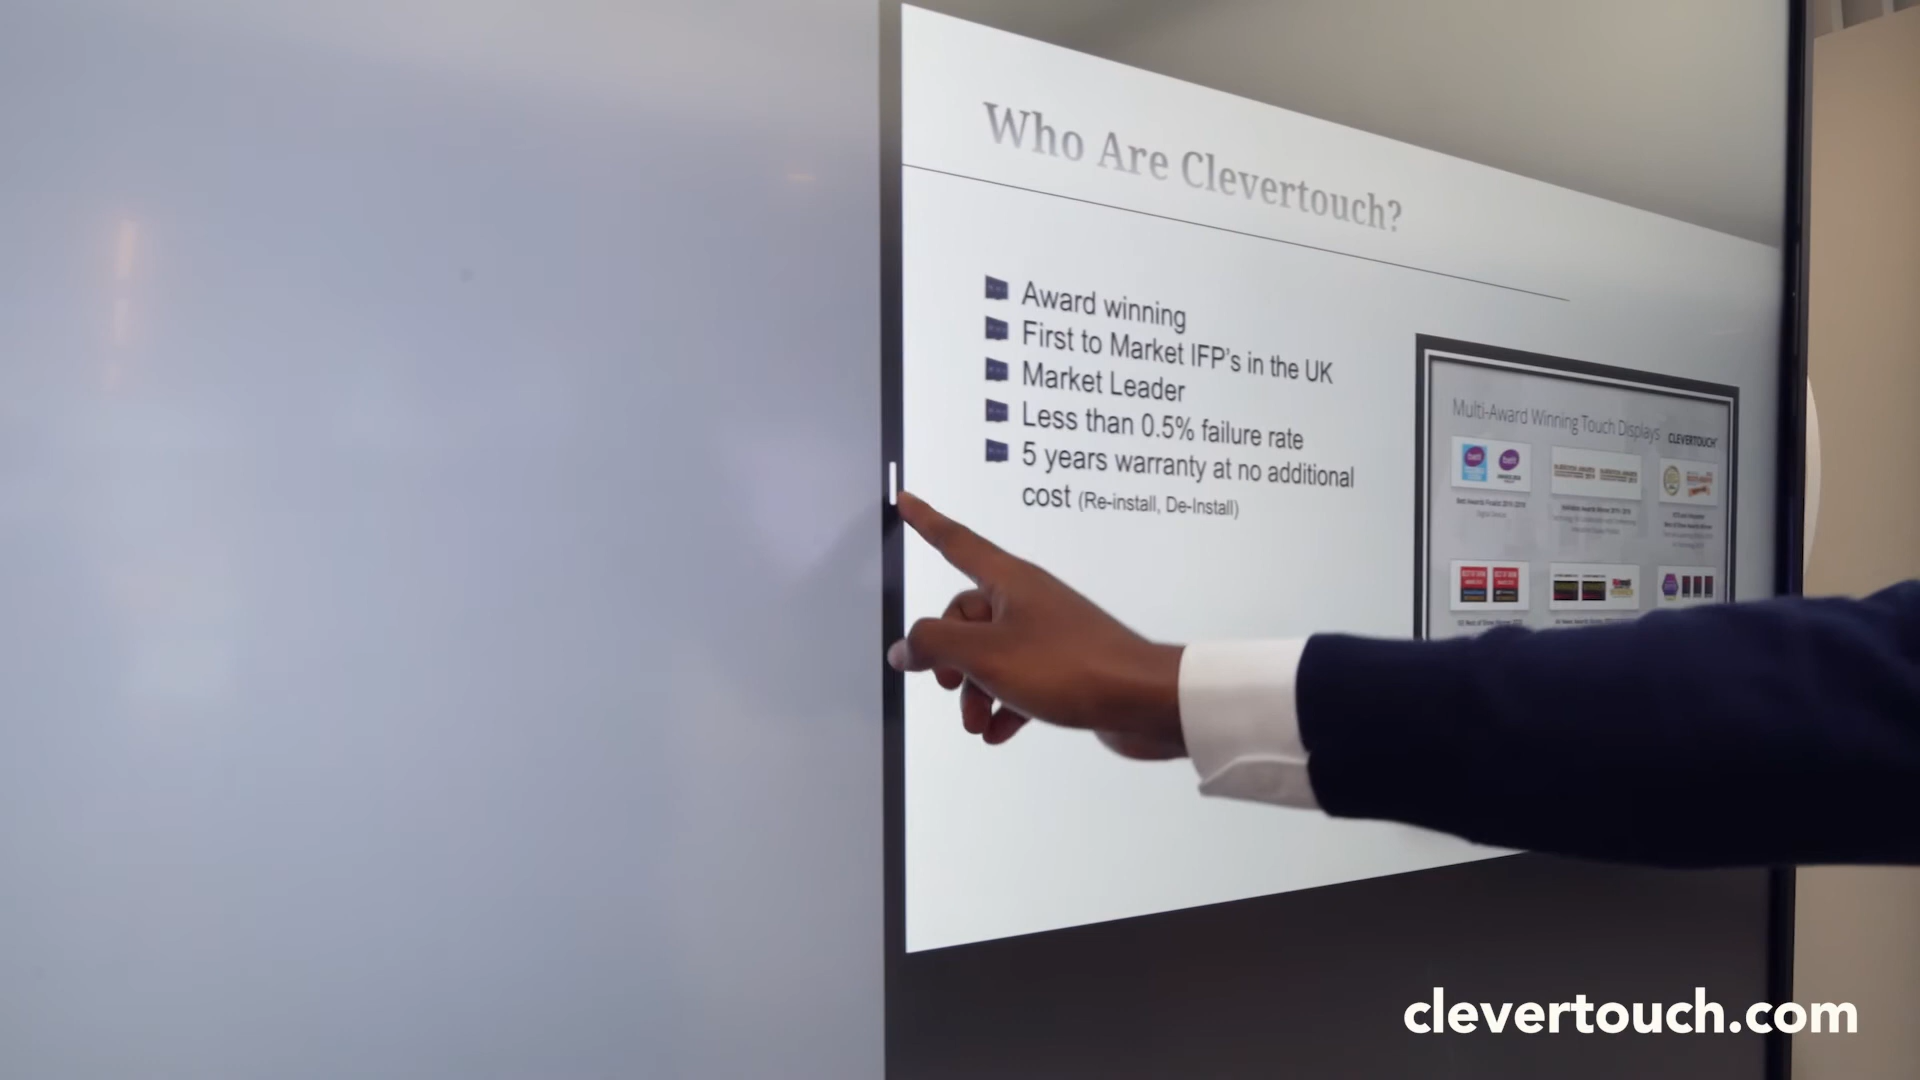 Who Are Clevertouch?
Award winning
First to Market IFP's in the UK
Market Leader
Less than 0.5% failure rate
5 years warranty at no additional
cost (Re-install, De-Install)
Multi-Award Winning Touch Displays
CLEVERTOUCH
clevertouch.com